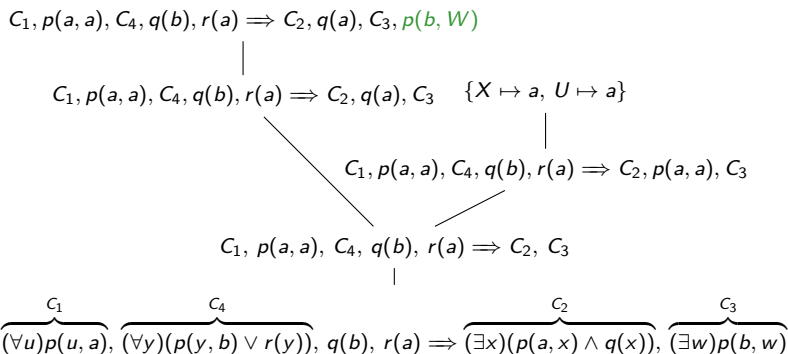 C₁, p(a, a), C₄, q(b), r(a) ⟹ C₂, q(a), C₃, p(b, W)
C₁, p(a, a), C₄, q(b), r(a) ⟹ C₂, q(a), C₃ {X ↦ a, U ↦ a}
C₁, p(a, a), C₄, q(b), r(a) ⟹ C₂, p(a, a), C₃
C₁, p(a, a), C₄, q(b), r(a) ⟹ C₂, C₃
C₁ C₄ C₂ C₃
(∀u)p(u, a), (∀y)(p(y, b) ∨ r(y)), q(b), r(a) ⟹ (∃x)(p(a, x) ∧ q(x)), (∃w)p(b, w)